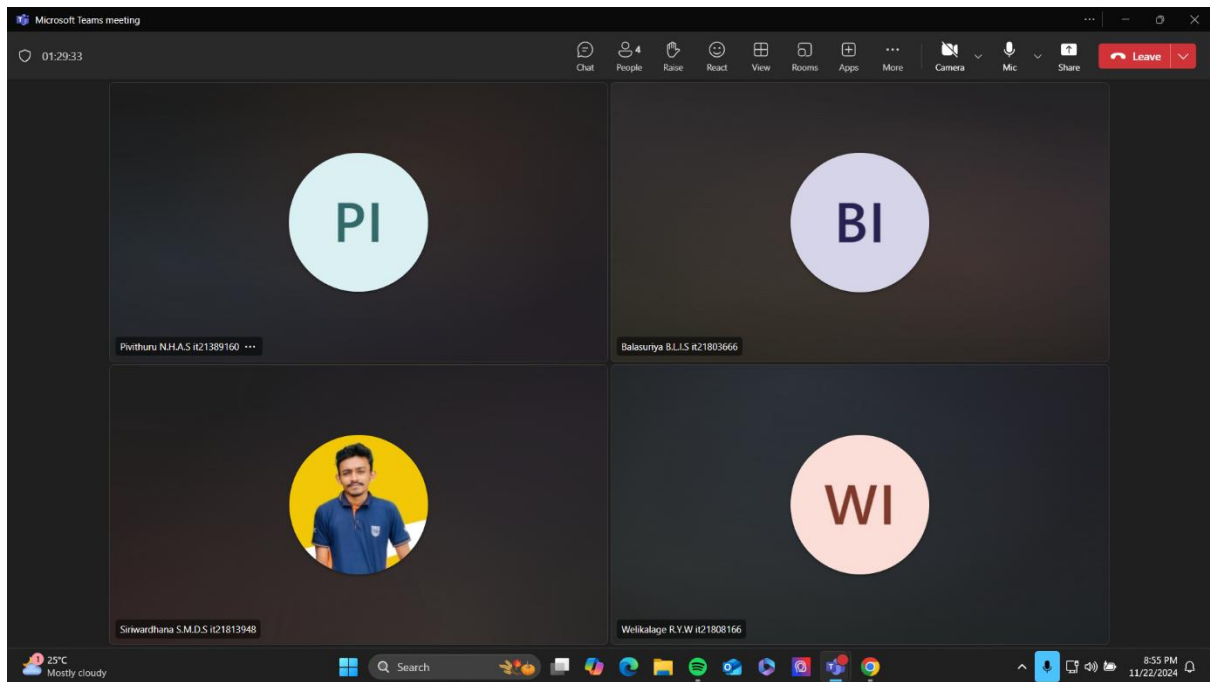 Microsoft Teams meeting
01:29:33
Chat
4
People
Raise
React
View
Rooms
Apps
More
Camera
Mic
Share
Leave
PI
Pivithuru N.H.A.S it21389160
BI
Balasuriya B.L.I.S it21803666
Siriwardhana S.M.D.S it21813948
WI
Welikalage R.Y.W it21808166
1
25°C
Mostly cloudy
Search
8:55 PM
11/22/2024